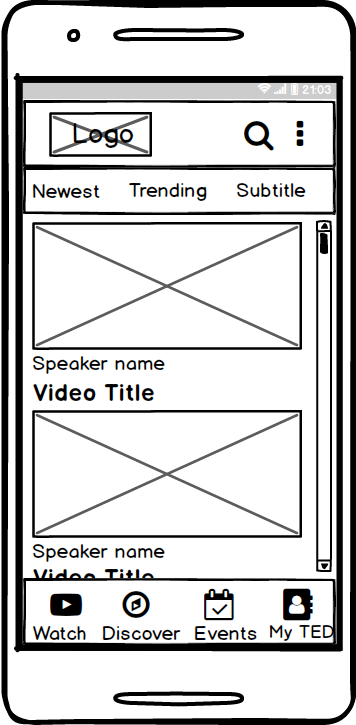 21:03
Logo
Newest Trending Subtitle
Speaker name
Video Title
Speaker name
Video Title
Watch Discover Events My TED